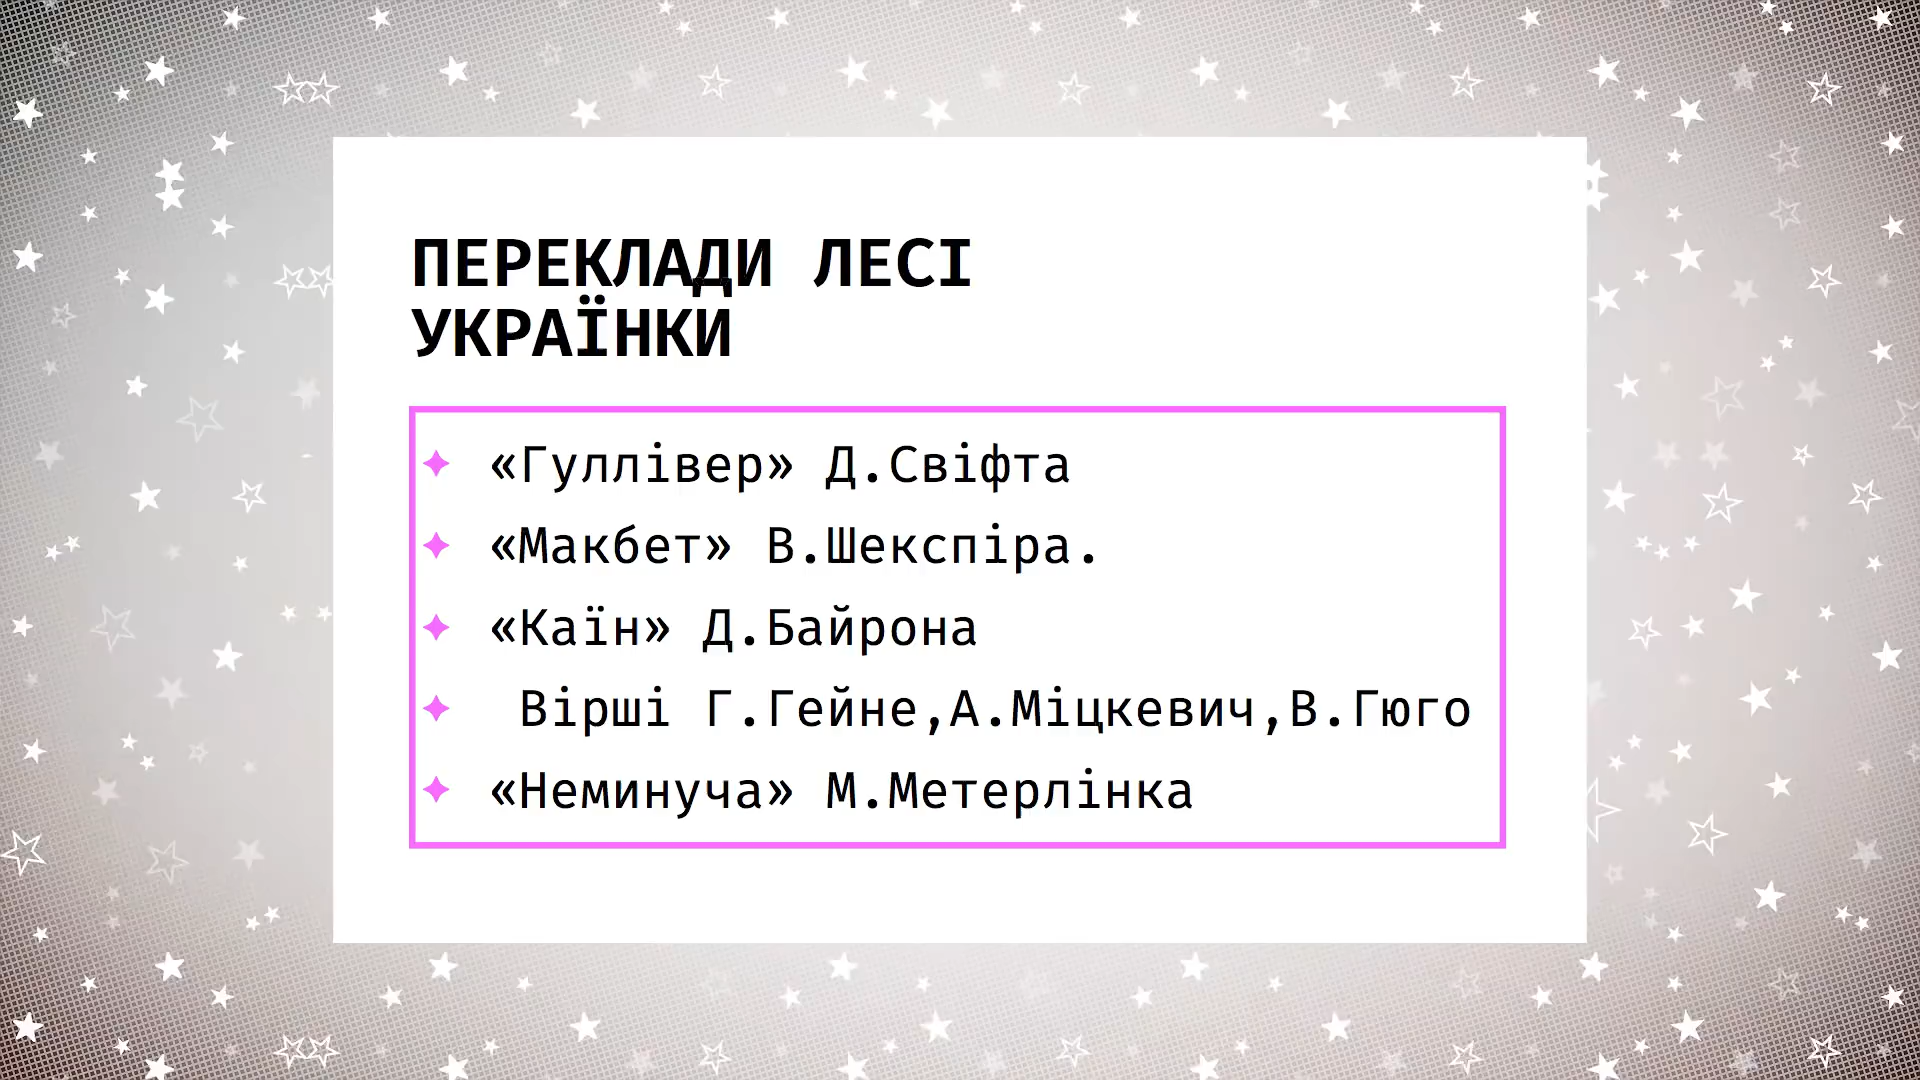 ПЕРЕКЛАДИ ЛЕСІ
УКРАЇНКИ
«Гуллівер» Д.Свіфта
«Макбет» В.Шекспіра.
«Каїн» Д.Байрона
Вірші Г.Гейне,А.Міцкевич,В.Гюго
«Неминуча» М.Метерлінка